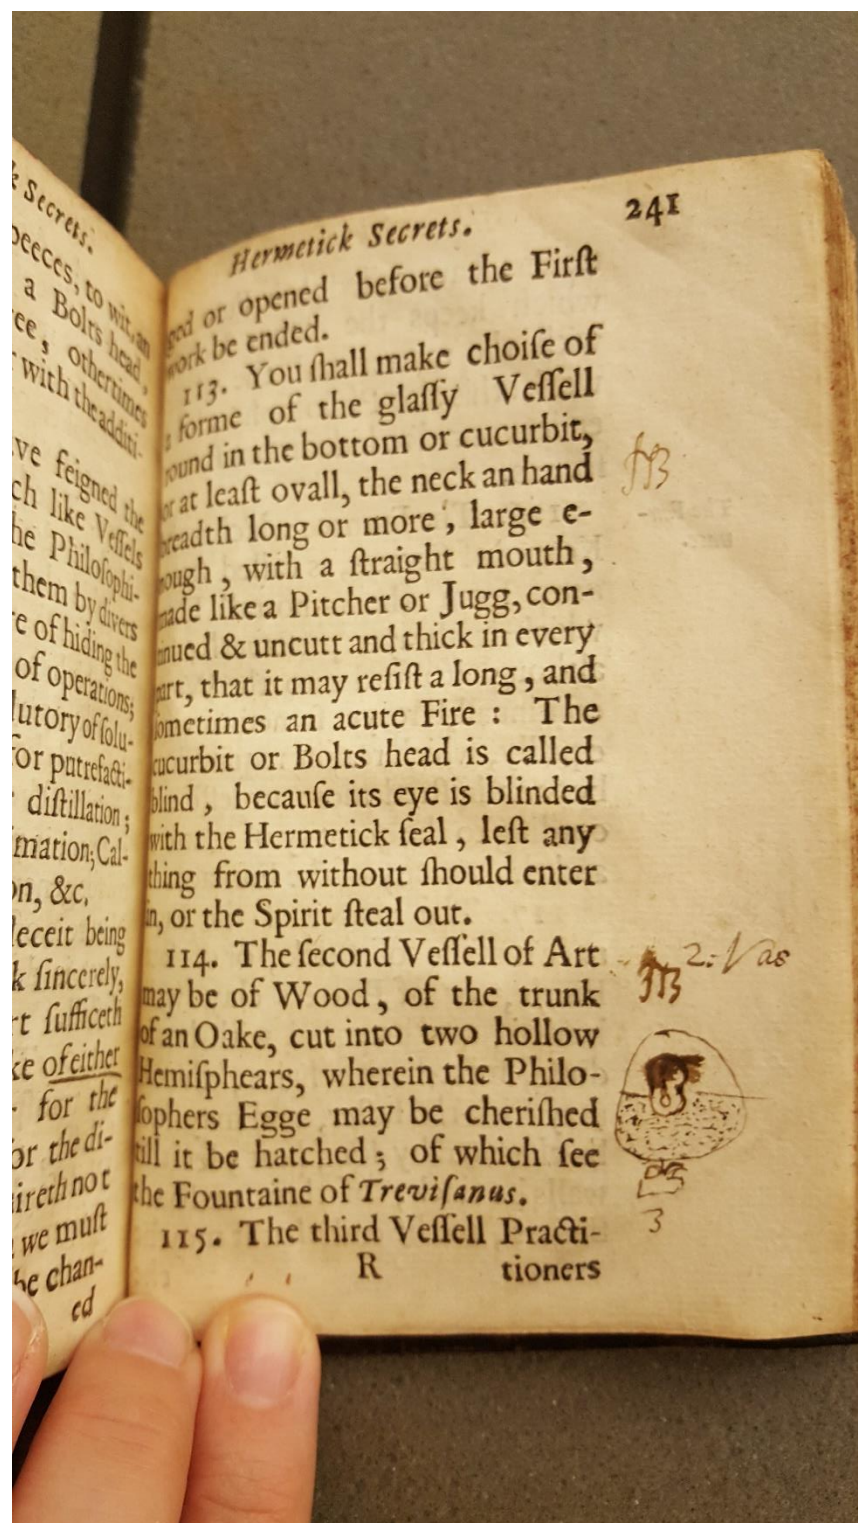 Secrets.
peeces, to wit, an
a Bolts head,
othertimes
with the additi-
feigned the
like Vessels
Philosophi-
them by divers
of hiding the
of operations;
of solu-
for putrefacti-
distillation;
Cal-
&c.
being
sincerely,
sufficeth
of either
for the
the di-
not
we must
chan-
ed
Hermetick Secrets. 241
or opened before the Firſt
be ended.
113. You ſhall make choiſe of
forme of the glaſſy Veſſell
in the bottom or cucurbit,
at leaſt ovall, the neck an hand
long or more, large e-
, with a ſtraight mouth,
like a Pitcher or Jugg, con-
& uncutt and thick in every
that it may reſiſt a long, and
ſometimes an acute Fire : The
cucurbit or Bolts head is called
blind, becauſe its eye is blinded
with the Hermetick ſeal, leſt any
thing from without ſhould enter
in, or the Spirit ſteal out.
114. The ſecond Veſſell of Art
2. Vas
may be of Wood, of the trunk
of an Oake, cut into two hollow
Hemiſphears, wherein the Philo-
ſophers Egge may be cheriſhed
till it be hatched; of which ſee
the Fountaine of Treviſanus.
115. The third Veſſell Practi-
3
R tioners